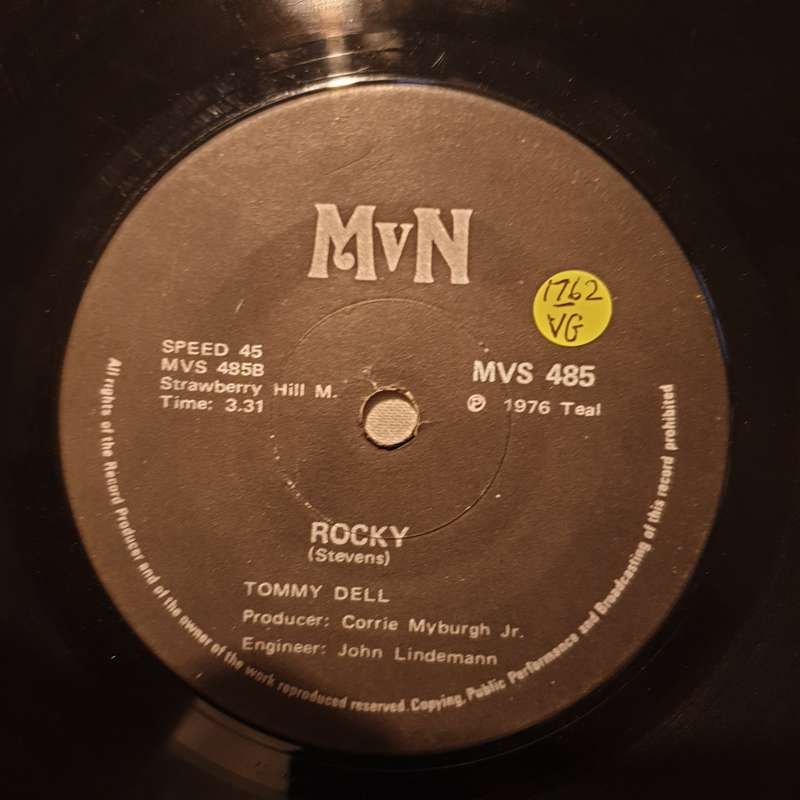 MvN
1762
VG
SPEED 45
MVS 485B
Strawberry Hill M.
Time: 3.31
MVS 485
℗ 1976 Teal
ROCKY
(Stevens)
TOMMY DELL
Producer: Corrie Myburgh Jr.
Engineer: John Lindemann
All rights of the Record Producer and of the owner of the work reproduced reserved. Copying, Public Performance and Broadcasting of this record prohibited